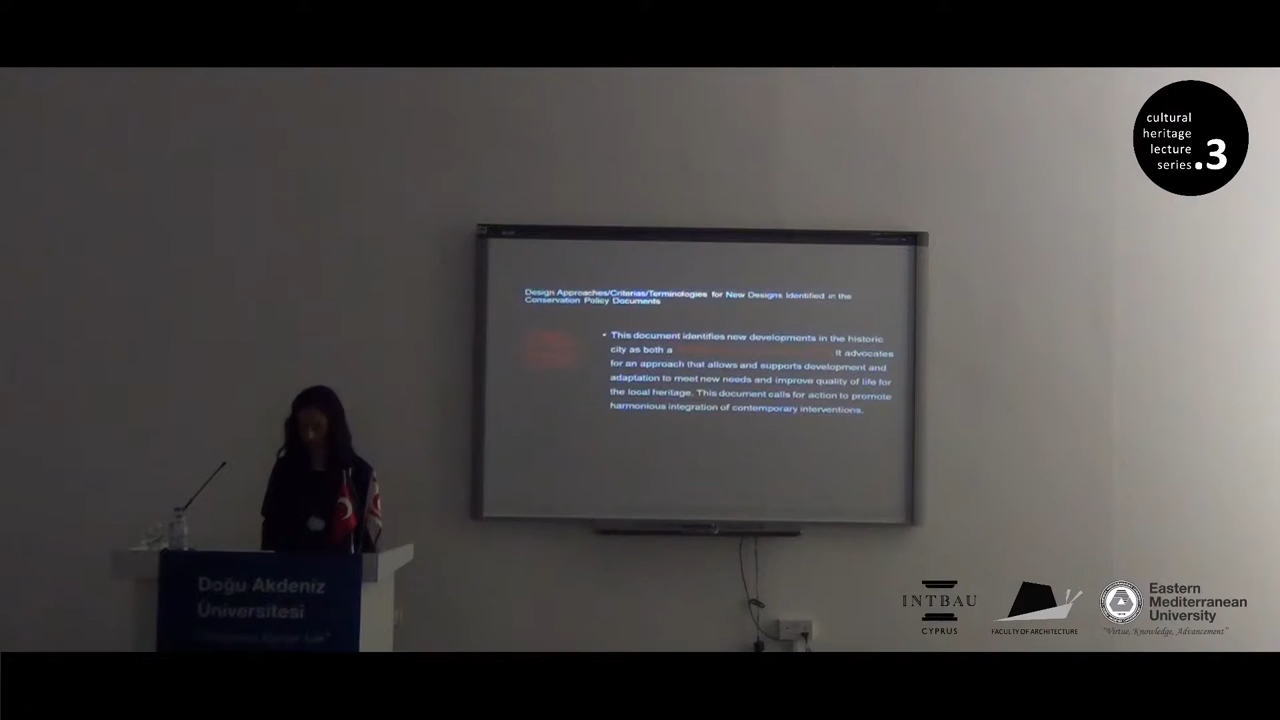 cultural
heritage
lecture
series.3
Design Approaches/Criterias/Terminologies for New Designs Identified in the
Conservation Policy Documents
• This document identifies new developments in the historic
city as both a . It advocates
for an approach that allows and supports development and
adaptation to meet new needs and improve quality of life for
the local heritage. This document calls for action to promote
harmonious integration of contemporary interventions.
Doğu Akdeniz
Üniversitesi
INTBAU
CYPRUS
FACULTY OF ARCHITECTURE
Eastern
Mediterranean
University
"Virtue, Knowledge, Advancement"